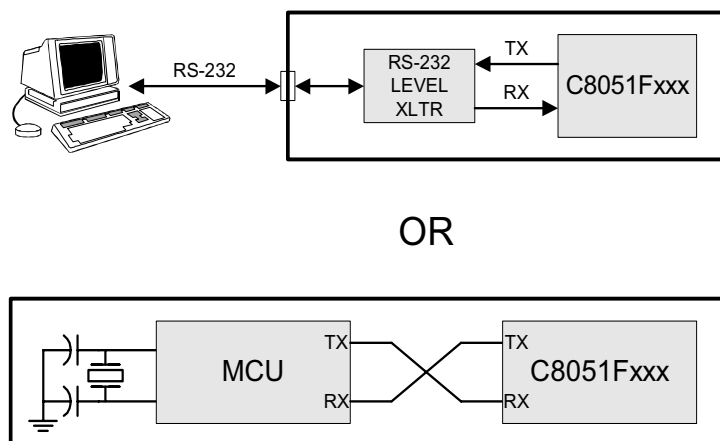 RS-232
RS-232
LEVEL
XLTR
TX
RX
C8051Fxxx
OR
MCU
TX
RX
TX
RX
C8051Fxxx